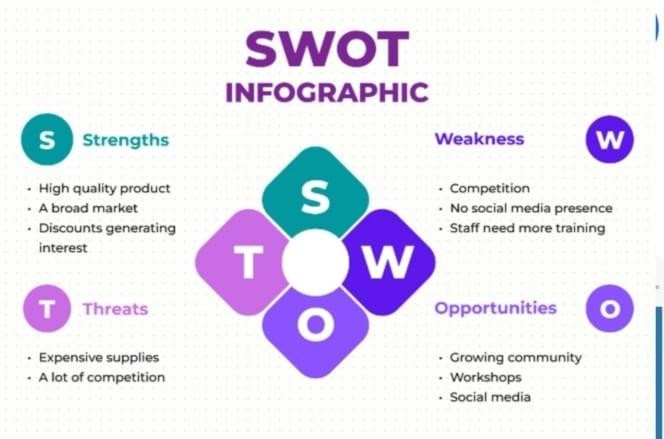 SWOT
INFOGRAPHIC
S Strengths
• High quality product
• A broad market
• Discounts generating
interest
Weakness W
• Competition
• No social media presence
• Staff need more training
S
T W
O
T Threats
• Expensive supplies
• A lot of competition
Opportunities O
• Growing community
• Workshops
• Social media